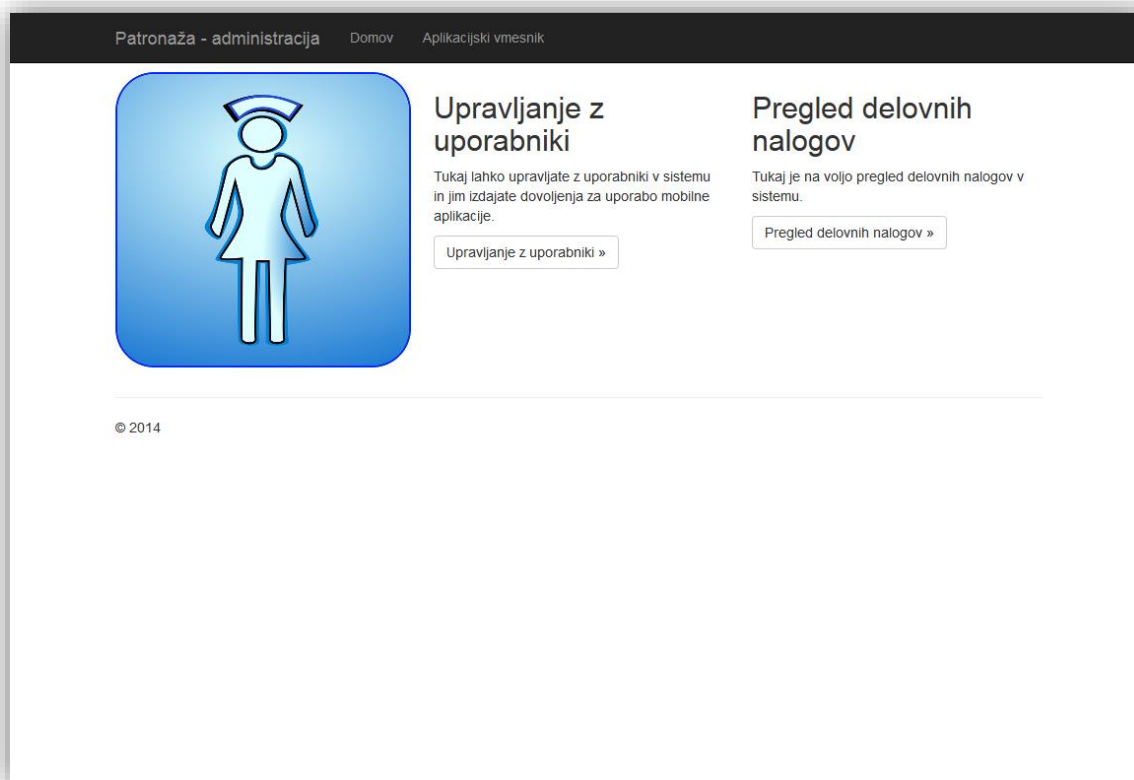 Patronaža - administracija Domov Aplikacijski vmesnik
Upravljanje z
uporabniki
Tukaj lahko upravljate z uporabniki v sistemu
in jim izdajate dovoljenja za uporabo mobilne
aplikacije.
Upravljanje z uporabniki »
Pregled delovnih
nalogov
Tukaj je na voljo pregled delovnih nalogov v
sistemu.
Pregled delovnih nalogov »
© 2014